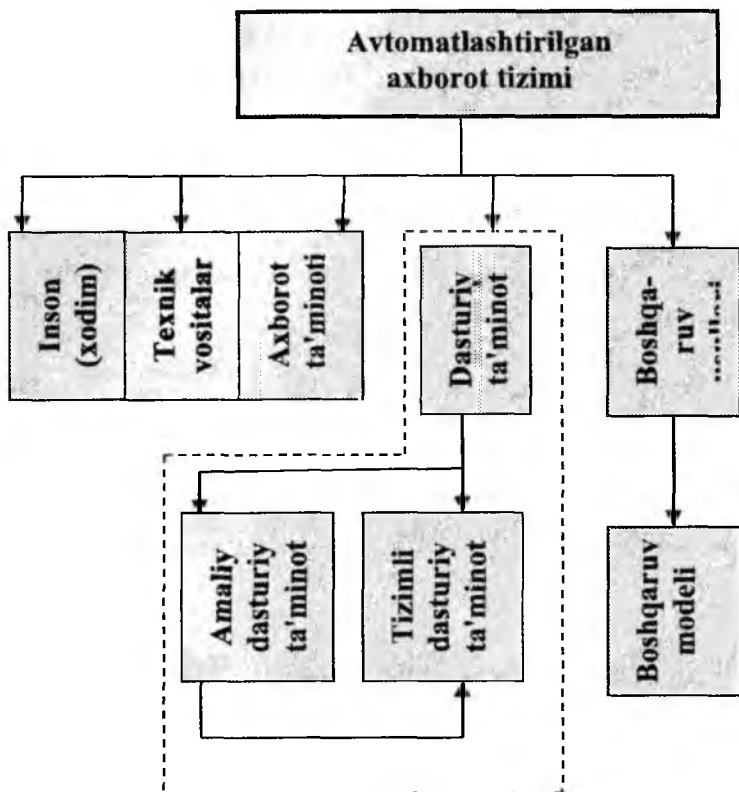 Avtomatlashtirilgan
axborot tizimi
Inson
(xodim)
Texnik
vositalar
Axborot
ta'minoti
Dasturiy
ta'minot
Boshqa-
ruv
Amaliy
dasturiy
ta'minot
Tizimli
dasturiy
ta'minot
Boshqaruv
modeli